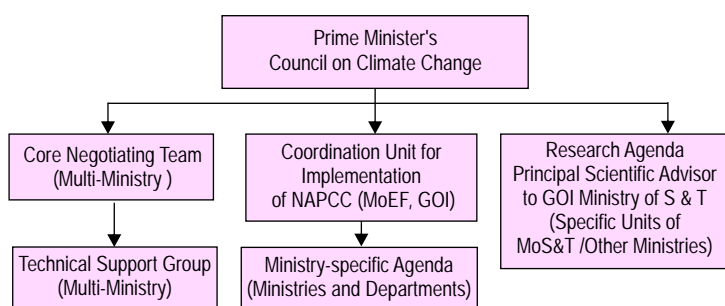 Prime Minister's
Council on Climate Change
Core Negotiating Team
(Multi-Ministry )
Coordination Unit for
Implementation
of NAPCC (MoEF, GOI)
Research Agenda
Principal Scientific Advisor
to GOI Ministry of S & T
(Specific Units of
MoS&T /Other Ministries)
Technical Support Group
(Multi-Ministry)
Ministry-specific Agenda
(Ministries and Departments)